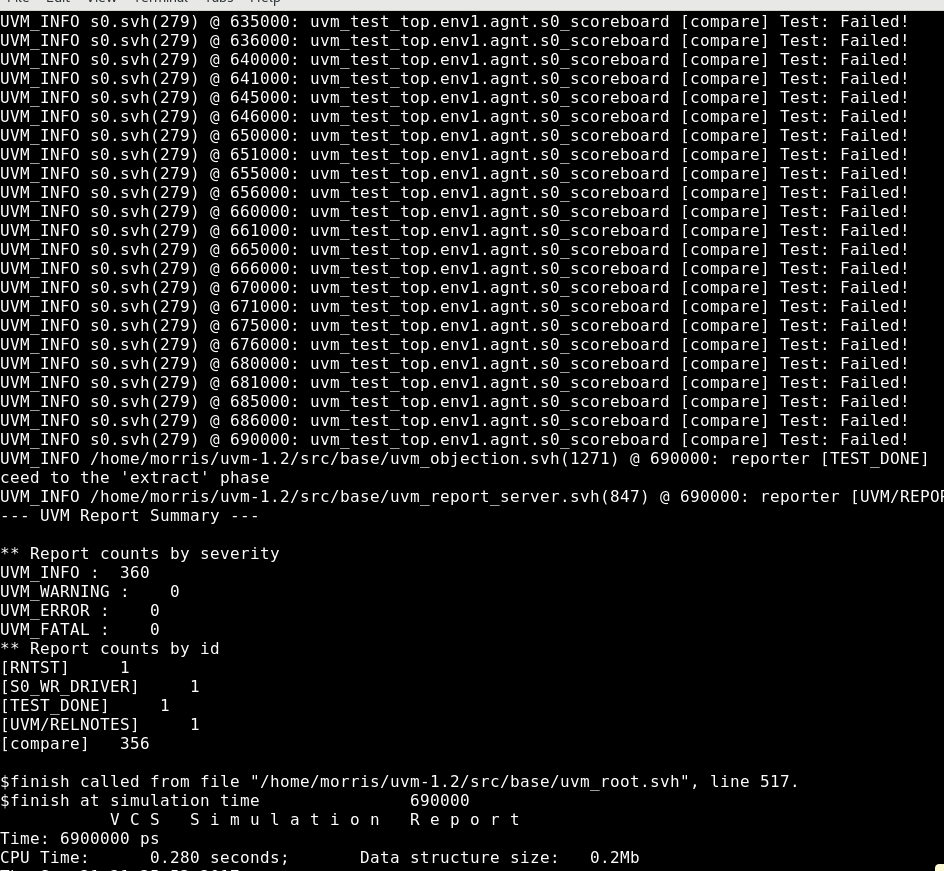 File Edit View Terminal Tabs Help
UVM_INFO s0.svh(279) @ 635000: uvm_test_top.env1.agnt.s0_scoreboard [compare] Test: Failed!
UVM_INFO s0.svh(279) @ 636000: uvm_test_top.env1.agnt.s0_scoreboard [compare] Test: Failed!
UVM_INFO s0.svh(279) @ 640000: uvm_test_top.env1.agnt.s0_scoreboard [compare] Test: Failed!
UVM_INFO s0.svh(279) @ 641000: uvm_test_top.env1.agnt.s0_scoreboard [compare] Test: Failed!
UVM_INFO s0.svh(279) @ 645000: uvm_test_top.env1.agnt.s0_scoreboard [compare] Test: Failed!
UVM_INFO s0.svh(279) @ 646000: uvm_test_top.env1.agnt.s0_scoreboard [compare] Test: Failed!
UVM_INFO s0.svh(279) @ 650000: uvm_test_top.env1.agnt.s0_scoreboard [compare] Test: Failed!
UVM_INFO s0.svh(279) @ 651000: uvm_test_top.env1.agnt.s0_scoreboard [compare] Test: Failed!
UVM_INFO s0.svh(279) @ 655000: uvm_test_top.env1.agnt.s0_scoreboard [compare] Test: Failed!
UVM_INFO s0.svh(279) @ 656000: uvm_test_top.env1.agnt.s0_scoreboard [compare] Test: Failed!
UVM_INFO s0.svh(279) @ 660000: uvm_test_top.env1.agnt.s0_scoreboard [compare] Test: Failed!
UVM_INFO s0.svh(279) @ 661000: uvm_test_top.env1.agnt.s0_scoreboard [compare] Test: Failed!
UVM_INFO s0.svh(279) @ 665000: uvm_test_top.env1.agnt.s0_scoreboard [compare] Test: Failed!
UVM_INFO s0.svh(279) @ 666000: uvm_test_top.env1.agnt.s0_scoreboard [compare] Test: Failed!
UVM_INFO s0.svh(279) @ 670000: uvm_test_top.env1.agnt.s0_scoreboard [compare] Test: Failed!
UVM_INFO s0.svh(279) @ 671000: uvm_test_top.env1.agnt.s0_scoreboard [compare] Test: Failed!
UVM_INFO s0.svh(279) @ 675000: uvm_test_top.env1.agnt.s0_scoreboard [compare] Test: Failed!
UVM_INFO s0.svh(279) @ 676000: uvm_test_top.env1.agnt.s0_scoreboard [compare] Test: Failed!
UVM_INFO s0.svh(279) @ 680000: uvm_test_top.env1.agnt.s0_scoreboard [compare] Test: Failed!
UVM_INFO s0.svh(279) @ 681000: uvm_test_top.env1.agnt.s0_scoreboard [compare] Test: Failed!
UVM_INFO s0.svh(279) @ 685000: uvm_test_top.env1.agnt.s0_scoreboard [compare] Test: Failed!
UVM_INFO s0.svh(279) @ 686000: uvm_test_top.env1.agnt.s0_scoreboard [compare] Test: Failed!
UVM_INFO s0.svh(279) @ 690000: uvm_test_top.env1.agnt.s0_scoreboard [compare] Test: Failed!
UVM_INFO /home/morris/uvm-1.2/src/base/uvm_objection.svh(1271) @ 690000: reporter [TEST_DONE]
ceed to the 'extract' phase
UVM_INFO /home/morris/uvm-1.2/src/base/uvm_report_server.svh(847) @ 690000: reporter [UVM/REPOR
--- UVM Report Summary ---
** Report counts by severity
UVM_INFO : 360
UVM_WARNING : 0
UVM_ERROR : 0
UVM_FATAL : 0
** Report counts by id
[RNTST] 1
[S0_WR_DRIVER] 1
[TEST_DONE] 1
[UVM/RELNOTES] 1
[compare] 356
$finish called from file "/home/morris/uvm-1.2/src/base/uvm_root.svh", line 517.
$finish at simulation time 690000
V C S S i m u l a t i o n R e p o r t
Time: 6900000 ps
CPU Time: 0.280 seconds; Data structure size: 0.2Mb